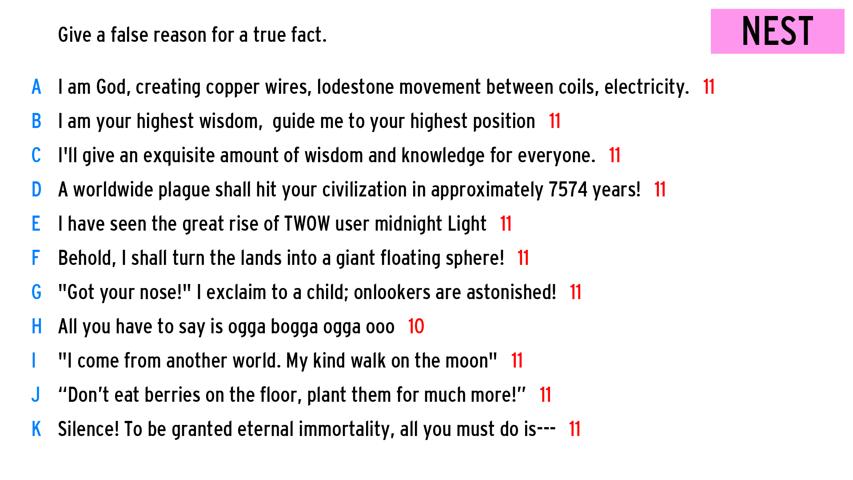 Give a false reason for a true fact.
NEST
A I am God, creating copper wires, lodestone movement between coils, electricity. 11
B I am your highest wisdom,  guide me to your highest position 11
C I'll give an exquisite amount of wisdom and knowledge for everyone. 11
D A worldwide plague shall hit your civilization in approximately 7574 years! 11
E I have seen the great rise of TWOW user midnight Light 11
F Behold, I shall turn the lands into a giant floating sphere! 11
G "Got your nose!" I exclaim to a child; onlookers are astonished! 11
H All you have to say is ogga bogga ogga ooo 10
I "I come from another world. My kind walk on the moon" 11
J “Don’t eat berries on the floor, plant them for much more!” 11
K Silence! To be granted eternal immortality, all you must do is--- 11